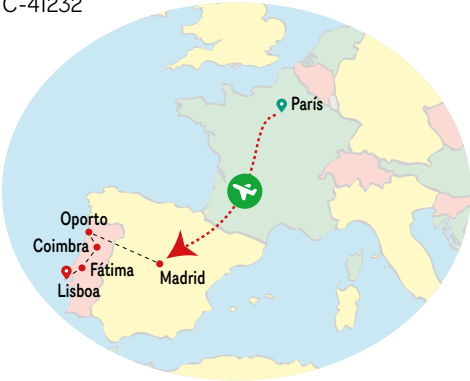 C-41232
París
Oporto
Coimbra
Fátima
Madrid
Lisboa